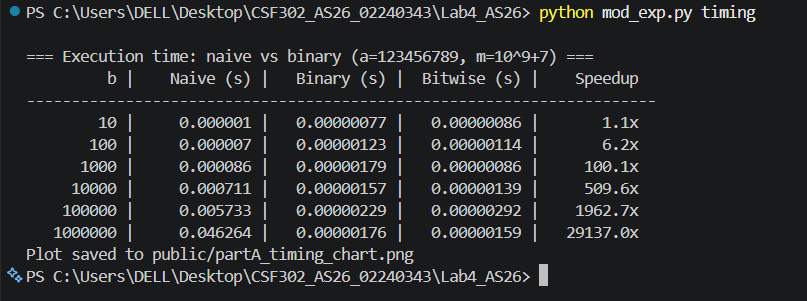 PS C:\Users\DELL\Desktop\CSF302_AS26_02240343\Lab4_AS26> python mod_exp.py timing
=== Execution time: naive vs binary (a=123456789, m=10^9+7) ===
b | Naive (s) | Binary (s) | Bitwise (s) | Speedup
----------------------------------------------------------------------
10 | 0.000001 | 0.00000077 | 0.00000086 | 1.1x
100 | 0.000007 | 0.00000123 | 0.00000114 | 6.2x
1000 | 0.000086 | 0.00000179 | 0.00000086 | 100.1x
10000 | 0.000711 | 0.00000157 | 0.00000139 | 509.6x
100000 | 0.005733 | 0.00000229 | 0.00000292 | 1962.7x
1000000 | 0.046264 | 0.00000176 | 0.00000159 | 29137.0x
Plot saved to public/partA_timing_chart.png
PS C:\Users\DELL\Desktop\CSF302_AS26_02240343\Lab4_AS26>